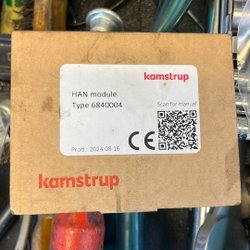 kamstrup
HAN module
Type 6840004
Scan for manual
CE
Prod.: 2024 08 16
kamstrup